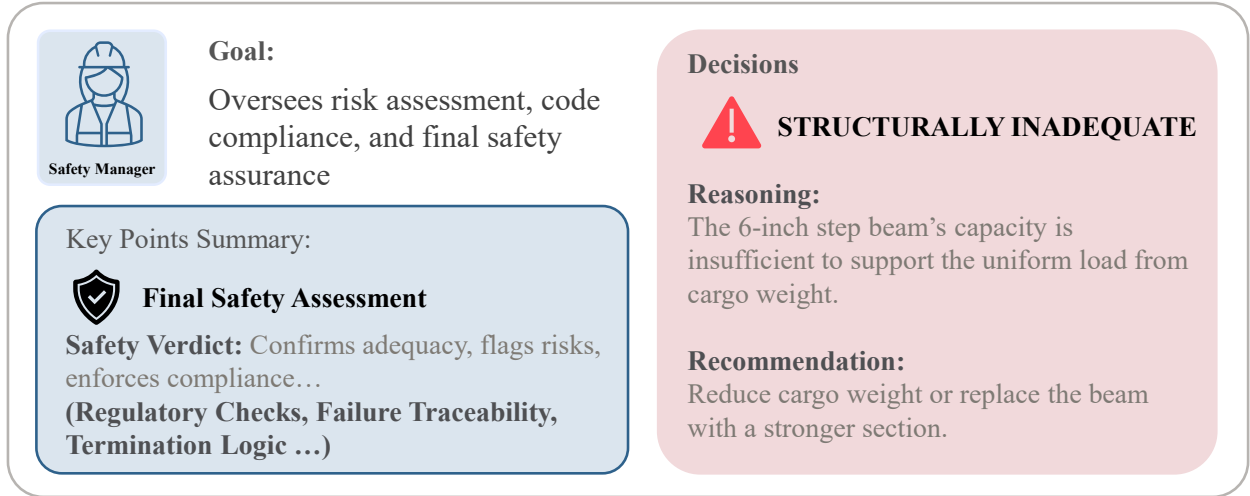 Safety Manager
Goal:
Oversees risk assessment, code
compliance, and final safety
assurance
Key Points Summary:
Final Safety Assessment
Safety Verdict: Confirms adequacy, flags risks,
enforces compliance…
(Regulatory Checks, Failure Traceability,
Termination Logic …)
Decisions
STRUCTURALLY INADEQUATE
Reasoning:
The 6-inch step beam’s capacity is
insufficient to support the uniform load from
cargo weight.
Recommendation:
Reduce cargo weight or replace the beam
with a stronger section.